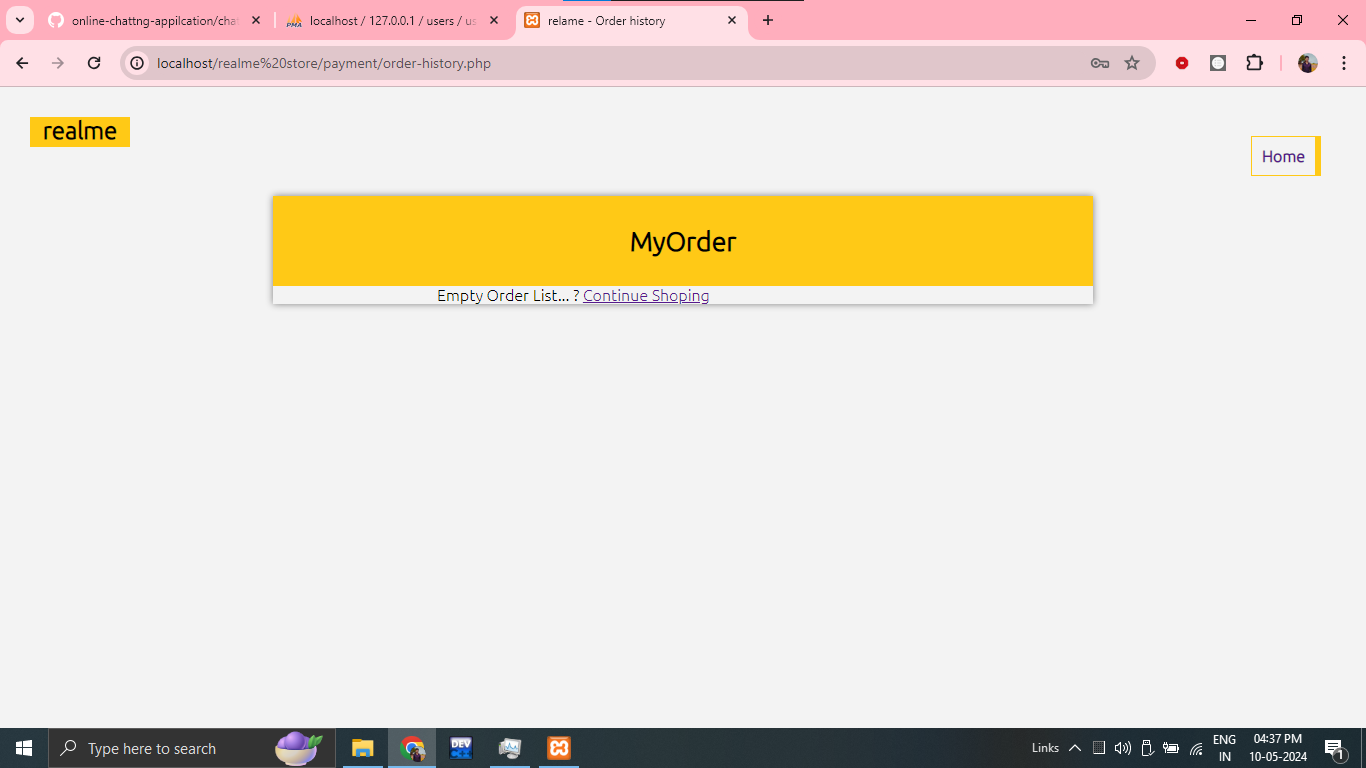 online-chattng-appilcation/chat
localhost / 127.0.0.1 / users / us
relame - Order history
localhost/realme%20store/payment/order-history.php
realme
Home
MyOrder
Empty Order List... ? Continue Shoping
Type here to search
DEV
Links
ENG
IN
04:37 PM
10-05-2024
1